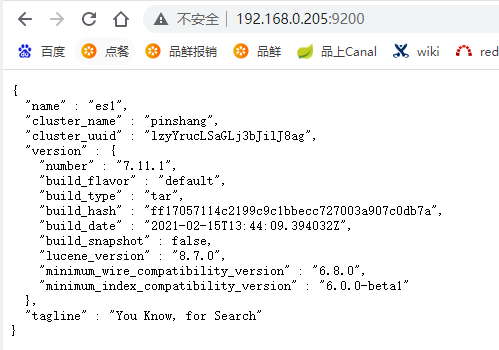 不安全 | 192.168.0.205:9200
百度 点餐 品鲜报销 品鲜 品上Canal wiki red
{
"name" : "es1",
"cluster_name" : "pinshang",
"cluster_uuid" : "lzyYrucLSaGLj3bJilJ8ag",
"version" : {
"number" : "7.11.1",
"build_flavor" : "default",
"build_type" : "tar",
"build_hash" : "ff17057114c2199c9c1bbecc727003a907c0db7a",
"build_date" : "2021-02-15T13:44:09.394032Z",
"build_snapshot" : false,
"lucene_version" : "8.7.0",
"minimum_wire_compatibility_version" : "6.8.0",
"minimum_index_compatibility_version" : "6.0.0-beta1"
},
"tagline" : "You Know, for Search"
}